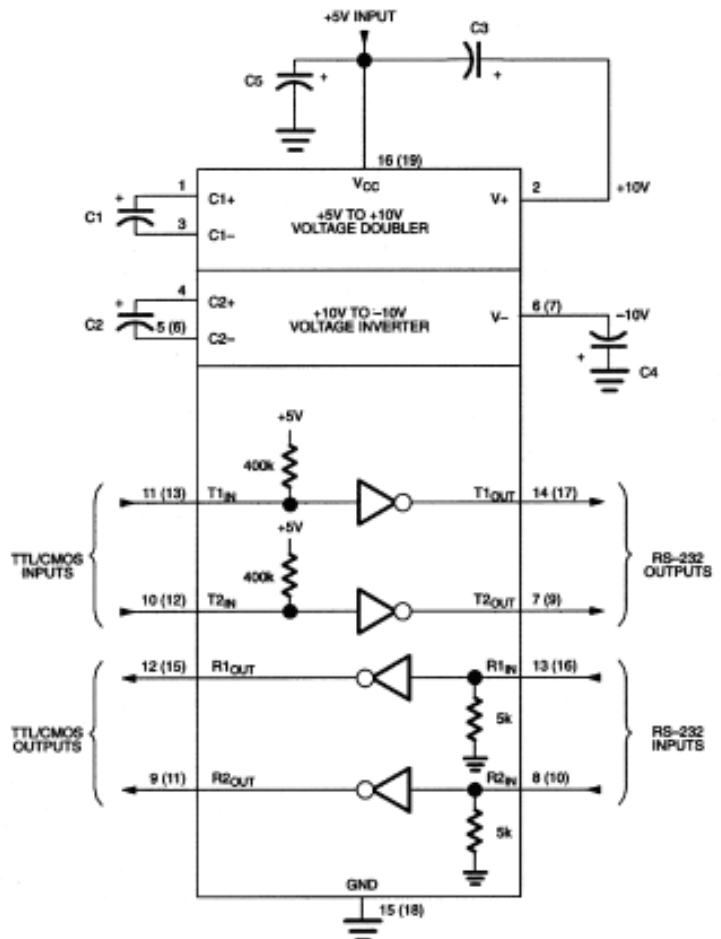 +5V INPUT
C3
C5
+
+
16 (19)
VCC
1
2
+10V
+
C1+
V+
C1
+5V TO +10V
VOLTAGE DOUBLER
3
C1–
4
+
C2+
C2
+10V TO –10V
VOLTAGE INVERTER
6 (7)
–10V
V–
5 (6)
C2–
+
C4
+5V
400k
11 (13)
T1IN
T1OUT
14 (17)
+5V
TTL/CMOS
INPUTS
RS–232
OUTPUTS
400k
10 (12)
T2IN
T2OUT
7 (9)
12 (15)
R1OUT
R1IN
13 (16)
5k
TTL/CMOS
OUTPUTS
RS–232
INPUTS
9 (11)
R2OUT
R2IN
8 (10)
5k
GND
15 (18)